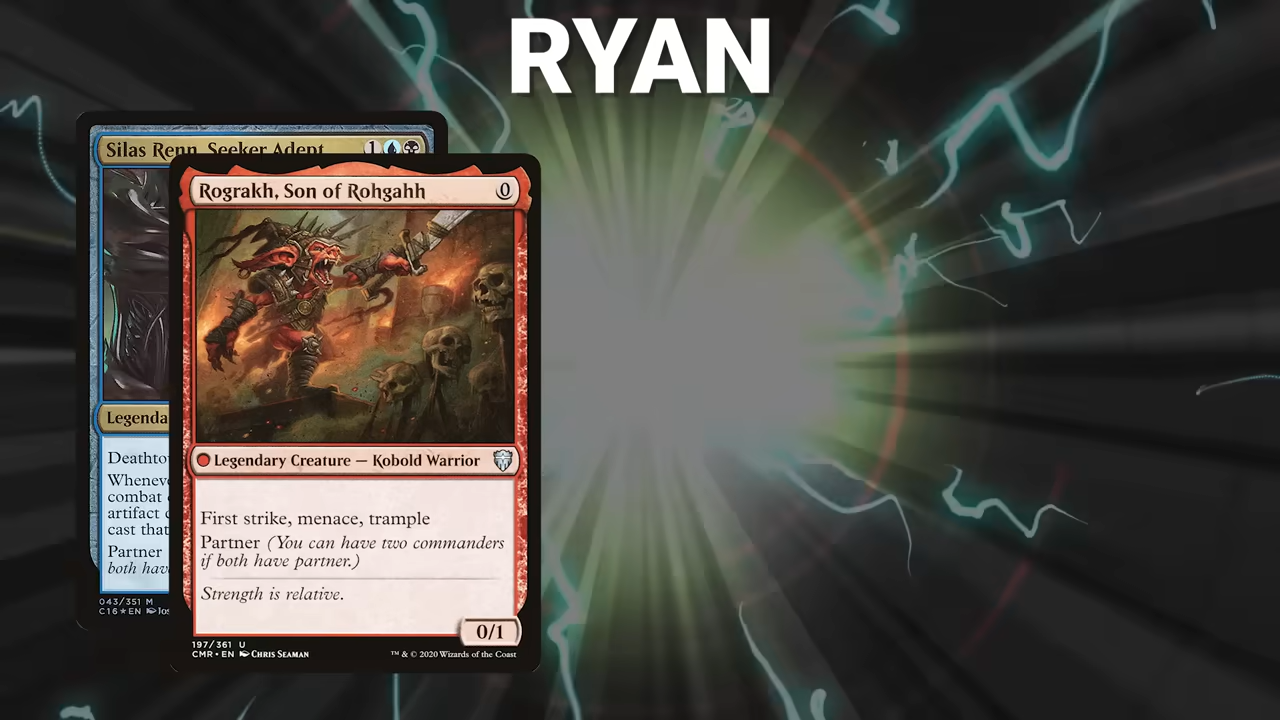 RYAN
Silas Renn, Seeker Adept 1
Legenda
Deathto
Wheneve
combat
artifact
cast that
Partner
both hav
043/351 M
C16★EN
Rograkh, Son of Rohgahh 0
Legendary Creature — Kobold Warrior
First strike, menace, trample
Partner (You can have two commanders
if both have partner.)
Strength is relative.
0/1
197/361 U
CMR • EN CHRIS SEAMAN ™ & © 2020 Wizards of the Coast